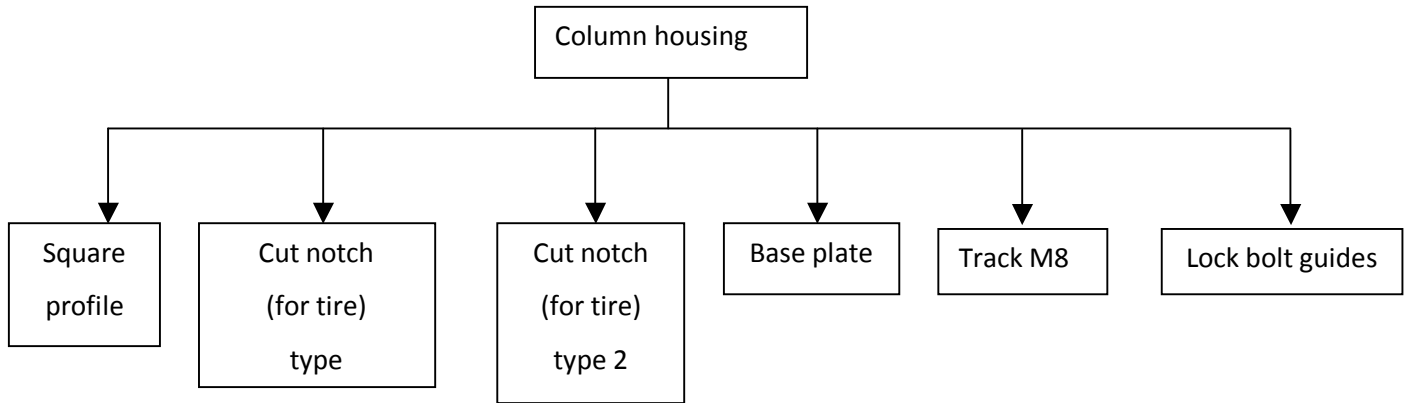 Column housing
Square
profile
Cut notch
(for tire)
type
Cut notch
(for tire)
type 2
Base plate
Track M8
Lock bolt guides